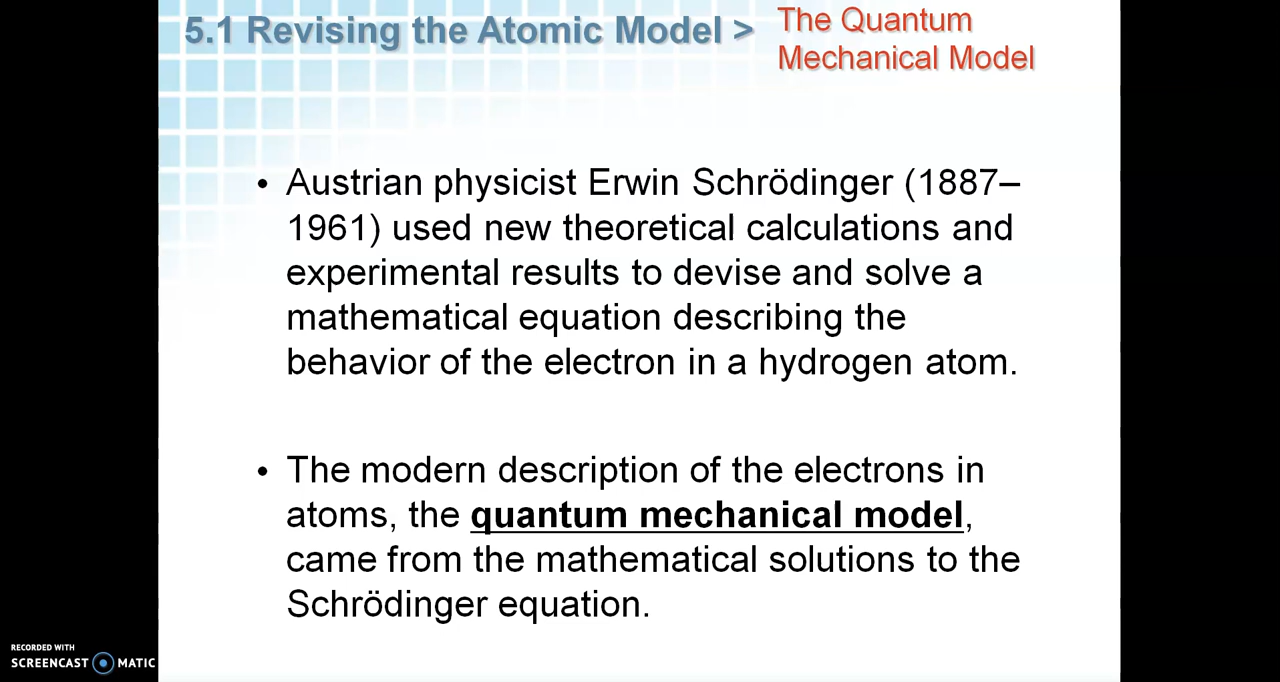 5.1 Revising the Atomic Model >
The Quantum
Mechanical Model
• Austrian physicist Erwin Schrödinger (1887–
1961) used new theoretical calculations and
experimental results to devise and solve a
mathematical equation describing the
behavior of the electron in a hydrogen atom.
• The modern description of the electrons in
atoms, the quantum mechanical model,
came from the mathematical solutions to the
Schrödinger equation.
RECORDED WITH
SCREENCAST MATIC